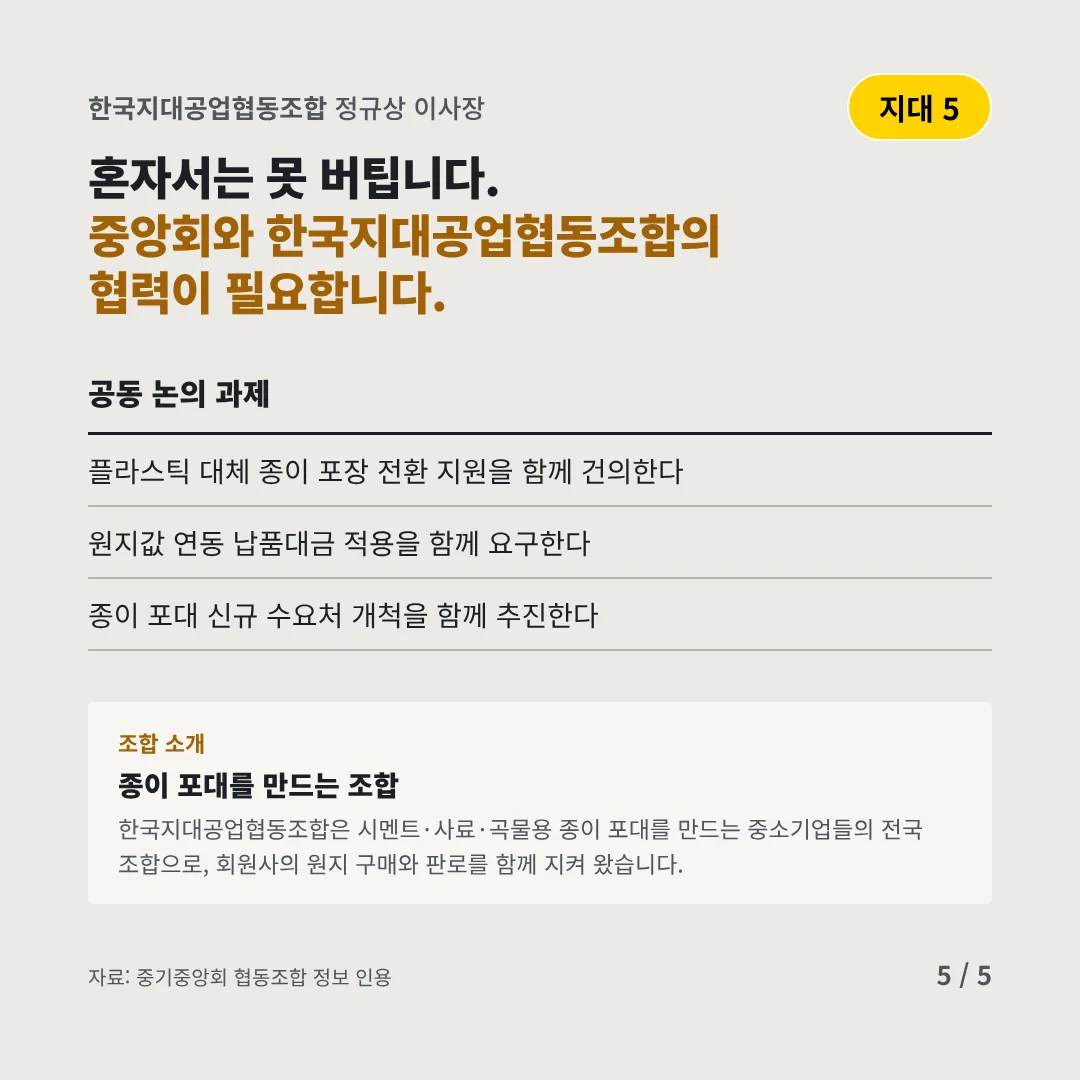 한국지대공업협동조합 정규상 이사장
지대 5
혼자서는 못 버팁니다.
중앙회와 한국지대공업협동조합의
협력이 필요합니다.
공동 논의 과제
플라스틱 대체 종이 포장 전환 지원을 함께 건의한다
원지값 연동 납품대금 적용을 함께 요구한다
종이 포대 신규 수요처 개척을 함께 추진한다
조합 소개
종이 포대를 만드는 조합
한국지대공업협동조합은 시멘트·사료·곡물용 종이 포대를 만드는 중소기업들의 전국
조합으로, 회원사의 원지 구매와 판로를 함께 지켜 왔습니다.
자료: 중기중앙회 협동조합 정보 인용
5 / 5